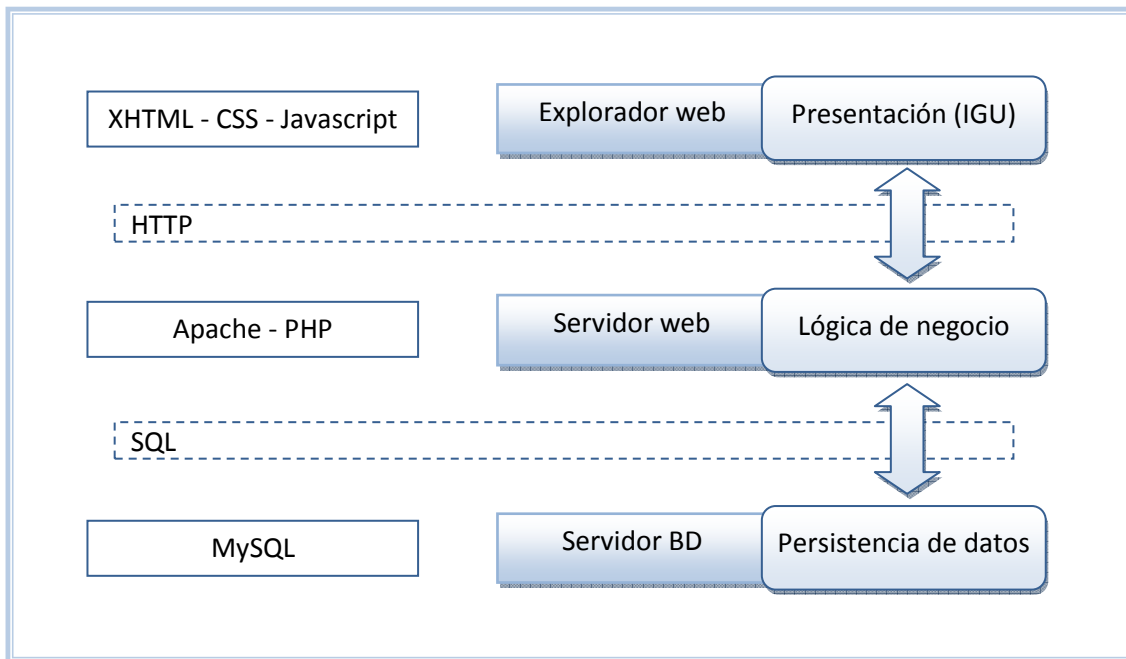 XHTML - CSS - Javascript
Explorador web
Presentación (IGU)
HTTP
Apache - PHP
Servidor web
Lógica de negocio
SQL
MySQL
Servidor BD
Persistencia de datos